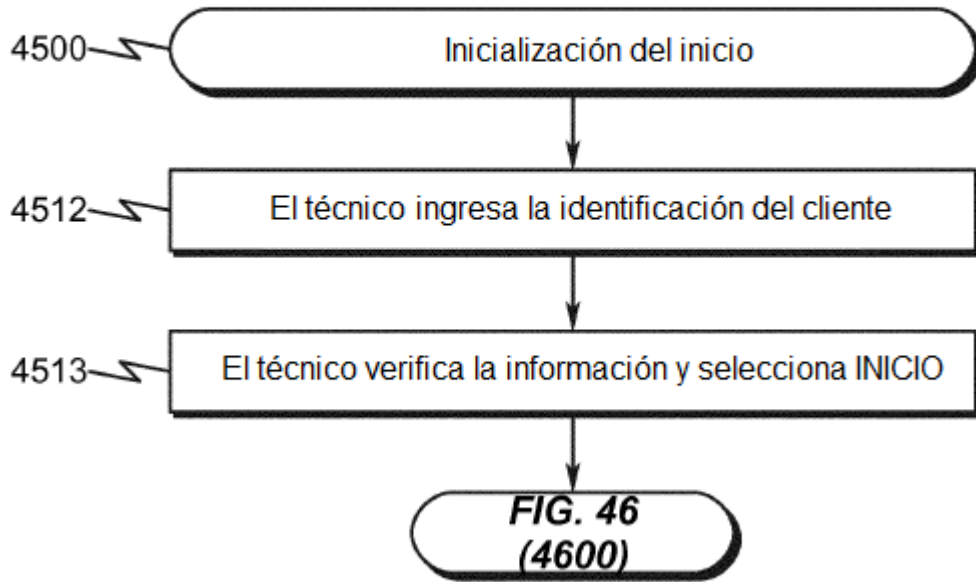 4500
Inicialización del inicio
4512
El técnico ingresa la identificación del cliente
4513
El técnico verifica la información y selecciona INICIO
FIG. 46
(4600)